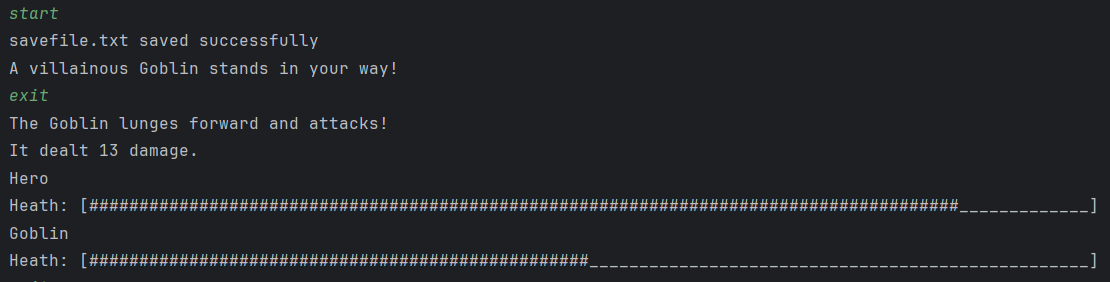 start
savefile.txt saved successfully
A villainous Goblin stands in your way!
exit
The Goblin lunges forward and attacks!
It dealt 13 damage.
Hero
Heath: [#######################################################################################_____________]
Goblin
Heath: [##################################################__________________________________________________]